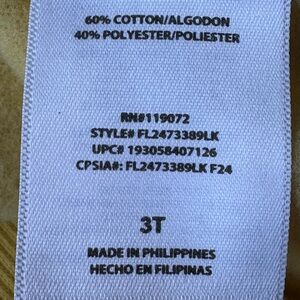 60% COTTON/ALGODON
40% POLYESTER/POLIESTER
RN#119072
STYLE# FL2473389LK
UPC# 193058407126
CPSIA#: FL2473389LK F24
3T
MADE IN PHILIPPINES
HECHO EN FILIPINAS